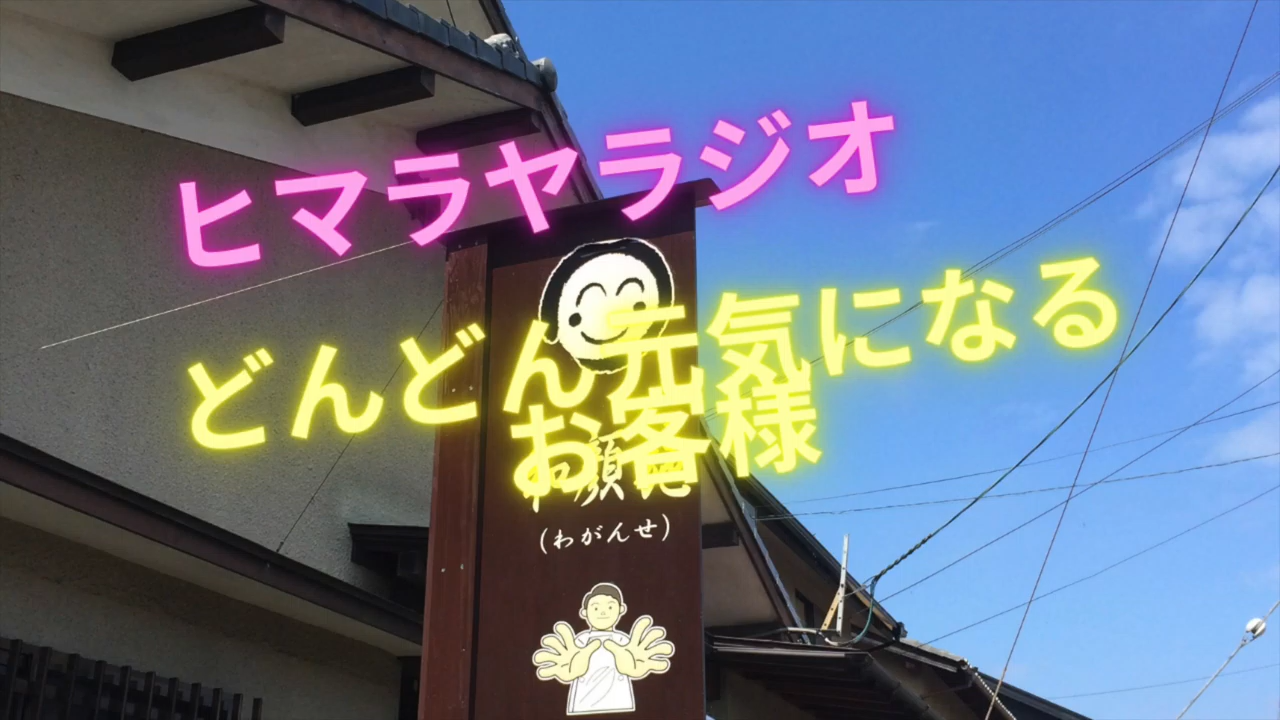 ヒマラヤラジオ
どんどん元気になる
お客様
(わがんせ)